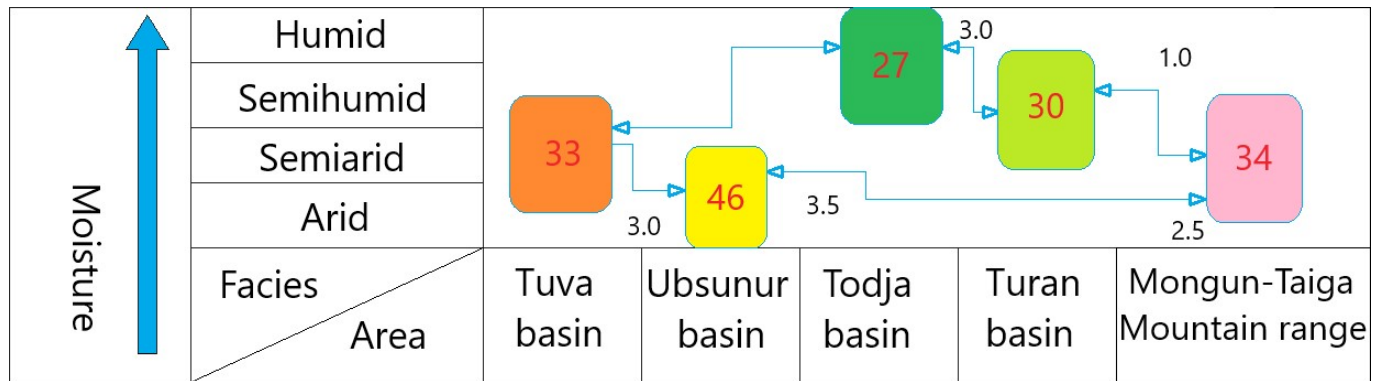 Moisture
Humid
Semihumid
Semiarid
Arid
Facies
Area
33
46
27
30
34
3.0
3.5
3.0
1.0
2.5
Tuva
basin
Ubsunur
basin
Todja
basin
Turan
basin
Mongun-Taiga
Mountain range